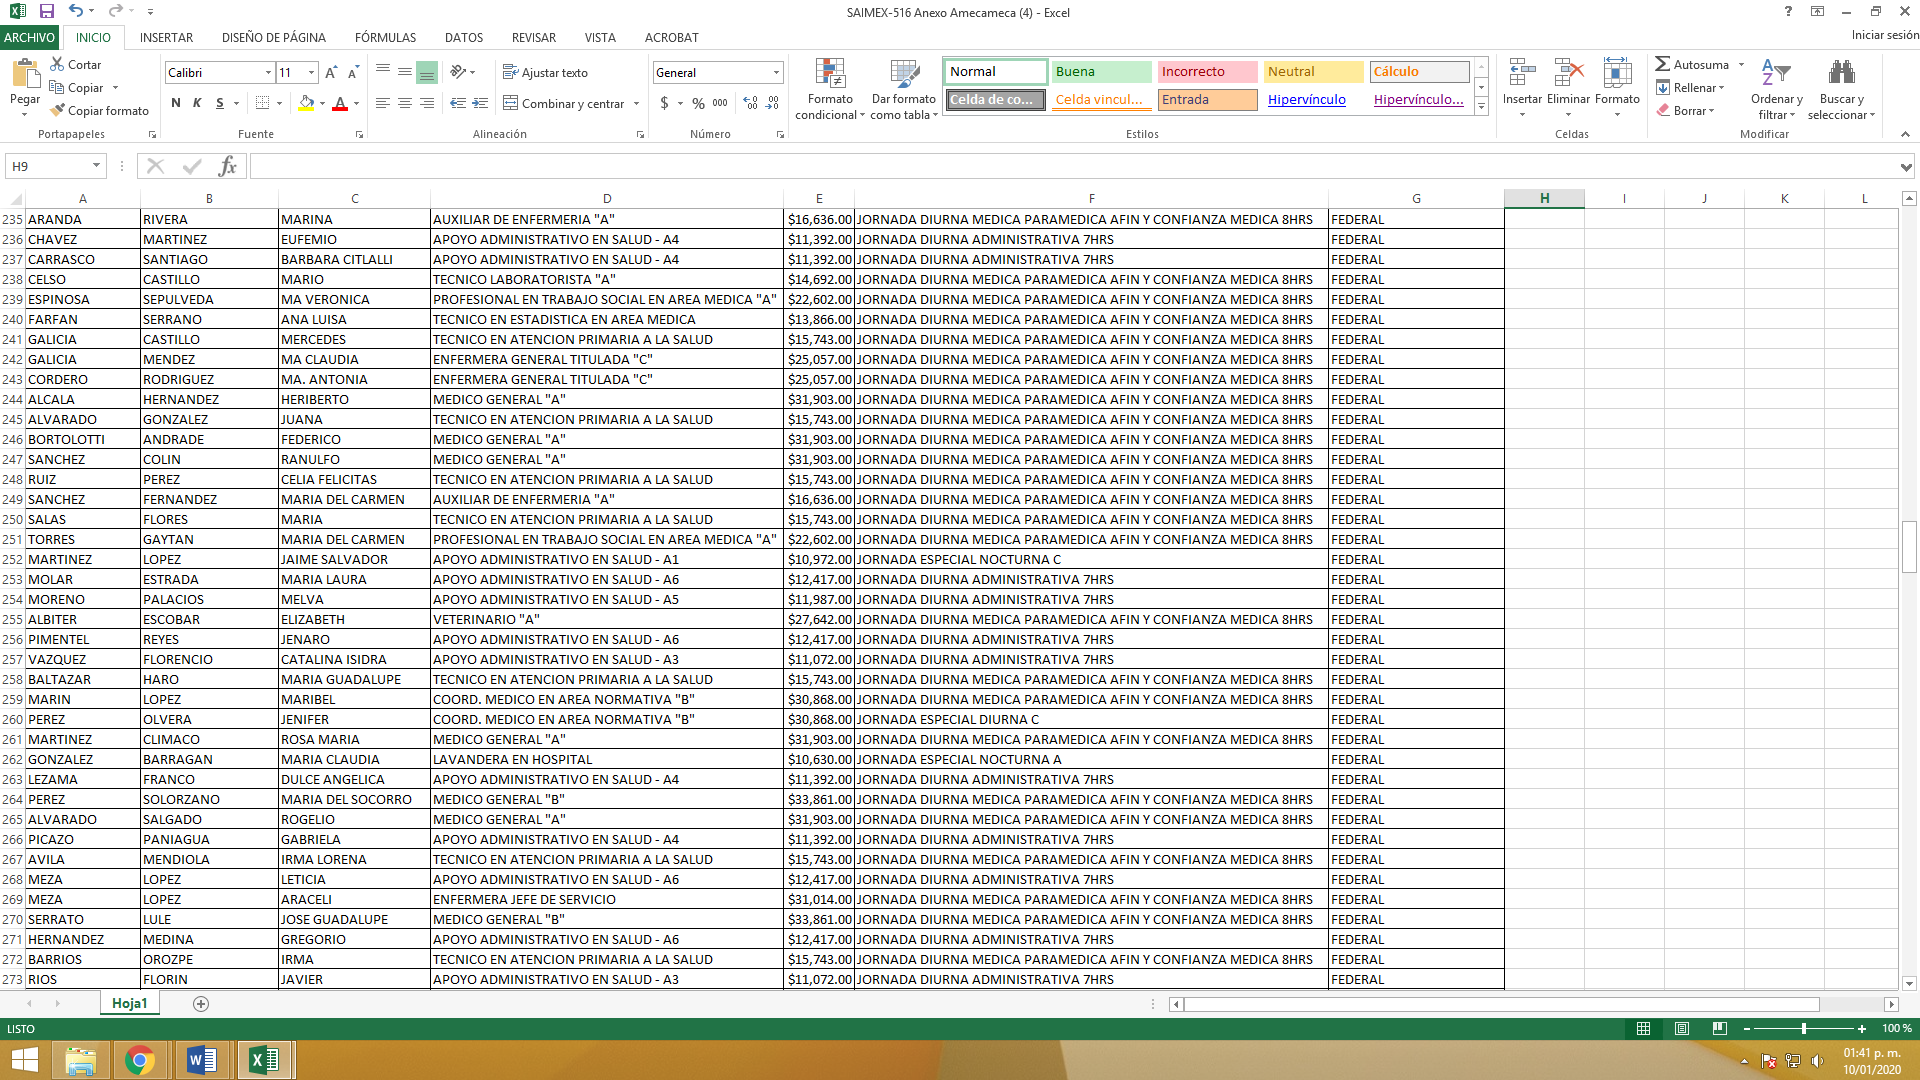 SAIMEX-516 Anexo Amecameca (4) - Excel
Iniciar sesión
ARCHIVO INICIO INSERTAR DISEÑO DE PÁGINA FÓRMULAS DATOS REVISAR VISTA ACROBAT
Pegar
Cortar
Copiar
Copiar formato
Portapapeles
Calibri 11
N K S
Fuente
Ajustar texto
Combinar y centrar
Alineación
General
$ % 000
Número
Formato condicional
Dar formato como tabla
Normal Buena Incorrecto Neutral Cálculo
Celda de co... Celda vincul... Entrada Hipervínculo Hipervínculo...
Estilos
Insertar Eliminar Formato
Celdas
Autosuma
Rellenar
Borrar
Ordenar y filtrar
Buscar y seleccionar
Modificar
H9 fx
A B C D E F G H I J K L
235 ARANDA RIVERA MARINA AUXILIAR DE ENFERMERIA "A" $16,636.00 JORNADA DIURNA MEDICA PARAMEDICA AFIN Y CONFIANZA MEDICA 8HRS FEDERAL
236 CHAVEZ MARTINEZ EUFEMIO APOYO ADMINISTRATIVO EN SALUD - A4 $11,392.00 JORNADA DIURNA ADMINISTRATIVA 7HRS FEDERAL
237 CARRASCO SANTIAGO BARBARA CITLALLI APOYO ADMINISTRATIVO EN SALUD - A4 $11,392.00 JORNADA DIURNA ADMINISTRATIVA 7HRS FEDERAL
238 CELSO CASTILLO MARIO TECNICO LABORATORISTA "A" $14,692.00 JORNADA DIURNA MEDICA PARAMEDICA AFIN Y CONFIANZA MEDICA 8HRS FEDERAL
239 ESPINOSA SEPULVEDA MA VERONICA PROFESIONAL EN TRABAJO SOCIAL EN AREA MEDICA "A" $22,602.00 JORNADA DIURNA MEDICA PARAMEDICA AFIN Y CONFIANZA MEDICA 8HRS FEDERAL
240 FARFAN SERRANO ANA LUISA TECNICO EN ESTADISTICA EN AREA MEDICA $13,866.00 JORNADA DIURNA MEDICA PARAMEDICA AFIN Y CONFIANZA MEDICA 8HRS FEDERAL
241 GALICIA CASTILLO MERCEDES TECNICO EN ATENCION PRIMARIA A LA SALUD $15,743.00 JORNADA DIURNA MEDICA PARAMEDICA AFIN Y CONFIANZA MEDICA 8HRS FEDERAL
242 GALICIA MENDEZ MA CLAUDIA ENFERMERA GENERAL TITULADA "C" $25,057.00 JORNADA DIURNA MEDICA PARAMEDICA AFIN Y CONFIANZA MEDICA 8HRS FEDERAL
243 CORDERO RODRIGUEZ MA. ANTONIA ENFERMERA GENERAL TITULADA "C" $25,057.00 JORNADA DIURNA MEDICA PARAMEDICA AFIN Y CONFIANZA MEDICA 8HRS FEDERAL
244 ALCALA HERNANDEZ HERIBERTO MEDICO GENERAL "A" $31,903.00 JORNADA DIURNA MEDICA PARAMEDICA AFIN Y CONFIANZA MEDICA 8HRS FEDERAL
245 ALVARADO GONZALEZ JUANA TECNICO EN ATENCION PRIMARIA A LA SALUD $15,743.00 JORNADA DIURNA MEDICA PARAMEDICA AFIN Y CONFIANZA MEDICA 8HRS FEDERAL
246 BORTOLOTTI ANDRADE FEDERICO MEDICO GENERAL "A" $31,903.00 JORNADA DIURNA MEDICA PARAMEDICA AFIN Y CONFIANZA MEDICA 8HRS FEDERAL
247 SANCHEZ COLIN RANULFO MEDICO GENERAL "A" $31,903.00 JORNADA DIURNA MEDICA PARAMEDICA AFIN Y CONFIANZA MEDICA 8HRS FEDERAL
248 RUIZ PEREZ CELIA FELICITAS TECNICO EN ATENCION PRIMARIA A LA SALUD $15,743.00 JORNADA DIURNA MEDICA PARAMEDICA AFIN Y CONFIANZA MEDICA 8HRS FEDERAL
249 SANCHEZ FERNANDEZ MARIA DEL CARMEN AUXILIAR DE ENFERMERIA "A" $16,636.00 JORNADA DIURNA MEDICA PARAMEDICA AFIN Y CONFIANZA MEDICA 8HRS FEDERAL
250 SALAS FLORES MARIA TECNICO EN ATENCION PRIMARIA A LA SALUD $15,743.00 JORNADA DIURNA MEDICA PARAMEDICA AFIN Y CONFIANZA MEDICA 8HRS FEDERAL
251 TORRES GAYTAN MARIA DEL CARMEN PROFESIONAL EN TRABAJO SOCIAL EN AREA MEDICA "A" $22,602.00 JORNADA DIURNA MEDICA PARAMEDICA AFIN Y CONFIANZA MEDICA 8HRS FEDERAL
252 MARTINEZ LOPEZ JAIME SALVADOR APOYO ADMINISTRATIVO EN SALUD - A1 $10,972.00 JORNADA ESPECIAL NOCTURNA C FEDERAL
253 MOLAR ESTRADA MARIA LAURA APOYO ADMINISTRATIVO EN SALUD - A6 $12,417.00 JORNADA DIURNA ADMINISTRATIVA 7HRS FEDERAL
254 MORENO PALACIOS MELVA APOYO ADMINISTRATIVO EN SALUD - A5 $11,987.00 JORNADA DIURNA ADMINISTRATIVA 7HRS FEDERAL
255 ALBITER ESCOBAR ELIZABETH VETERINARIO "A" $27,642.00 JORNADA DIURNA MEDICA PARAMEDICA AFIN Y CONFIANZA MEDICA 8HRS FEDERAL
256 PIMENTEL REYES JENARO APOYO ADMINISTRATIVO EN SALUD - A6 $12,417.00 JORNADA DIURNA ADMINISTRATIVA 7HRS FEDERAL
257 VAZQUEZ FLORENCIO CATALINA ISIDRA APOYO ADMINISTRATIVO EN SALUD - A3 $11,072.00 JORNADA DIURNA ADMINISTRATIVA 7HRS FEDERAL
258 BALTAZAR HARO MARIA GUADALUPE TECNICO EN ATENCION PRIMARIA A LA SALUD $15,743.00 JORNADA DIURNA MEDICA PARAMEDICA AFIN Y CONFIANZA MEDICA 8HRS FEDERAL
259 MARIN LOPEZ MARIBEL COORD. MEDICO EN AREA NORMATIVA "B" $30,868.00 JORNADA DIURNA MEDICA PARAMEDICA AFIN Y CONFIANZA MEDICA 8HRS FEDERAL
260 PEREZ OLVERA JENIFER COORD. MEDICO EN AREA NORMATIVA "B" $30,868.00 JORNADA ESPECIAL DIURNA C FEDERAL
261 MARTINEZ CLIMACO ROSA MARIA MEDICO GENERAL "A" $31,903.00 JORNADA DIURNA MEDICA PARAMEDICA AFIN Y CONFIANZA MEDICA 8HRS FEDERAL
262 GONZALEZ BARRAGAN MARIA CLAUDIA LAVANDERA EN HOSPITAL $10,630.00 JORNADA ESPECIAL NOCTURNA A FEDERAL
263 LEZAMA FRANCO DULCE ANGELICA APOYO ADMINISTRATIVO EN SALUD - A4 $11,392.00 JORNADA DIURNA ADMINISTRATIVA 7HRS FEDERAL
264 PEREZ SOLORZANO MARIA DEL SOCORRO MEDICO GENERAL "B" $33,861.00 JORNADA DIURNA MEDICA PARAMEDICA AFIN Y CONFIANZA MEDICA 8HRS FEDERAL
265 ALVARADO SALGADO ROGELIO MEDICO GENERAL "A" $31,903.00 JORNADA DIURNA MEDICA PARAMEDICA AFIN Y CONFIANZA MEDICA 8HRS FEDERAL
266 PICAZO PANIAGUA GABRIELA APOYO ADMINISTRATIVO EN SALUD - A4 $11,392.00 JORNADA DIURNA ADMINISTRATIVA 7HRS FEDERAL
267 AVILA MENDIOLA IRMA LORENA TECNICO EN ATENCION PRIMARIA A LA SALUD $15,743.00 JORNADA DIURNA MEDICA PARAMEDICA AFIN Y CONFIANZA MEDICA 8HRS FEDERAL
268 MEZA LOPEZ LETICIA APOYO ADMINISTRATIVO EN SALUD - A6 $12,417.00 JORNADA DIURNA ADMINISTRATIVA 7HRS FEDERAL
269 MEZA LOPEZ ARACELI ENFERMERA JEFE DE SERVICIO $31,014.00 JORNADA DIURNA MEDICA PARAMEDICA AFIN Y CONFIANZA MEDICA 8HRS FEDERAL
270 SERRATO LULE JOSE GUADALUPE MEDICO GENERAL "B" $33,861.00 JORNADA DIURNA MEDICA PARAMEDICA AFIN Y CONFIANZA MEDICA 8HRS FEDERAL
271 HERNANDEZ MEDINA GREGORIO APOYO ADMINISTRATIVO EN SALUD - A6 $12,417.00 JORNADA DIURNA ADMINISTRATIVA 7HRS FEDERAL
272 BARRIOS OROZPE IRMA TECNICO EN ATENCION PRIMARIA A LA SALUD $15,743.00 JORNADA DIURNA MEDICA PARAMEDICA AFIN Y CONFIANZA MEDICA 8HRS FEDERAL
273 RIOS FLORIN JAVIER APOYO ADMINISTRATIVO EN SALUD - A3 $11,072.00 JORNADA DIURNA ADMINISTRATIVA 7HRS FEDERAL
Hoja1
LISTO 100 %
01:41 p. m.
10/01/2020